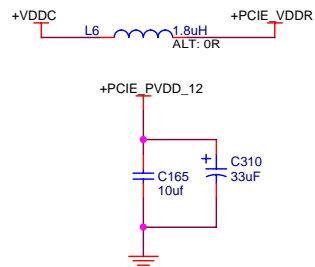 +VDDC
L6
1.8uH
+PCIE_VDDR
ALT: 0R
+PCIE_PVDD_12
+
C165
10uf
C310
33uF